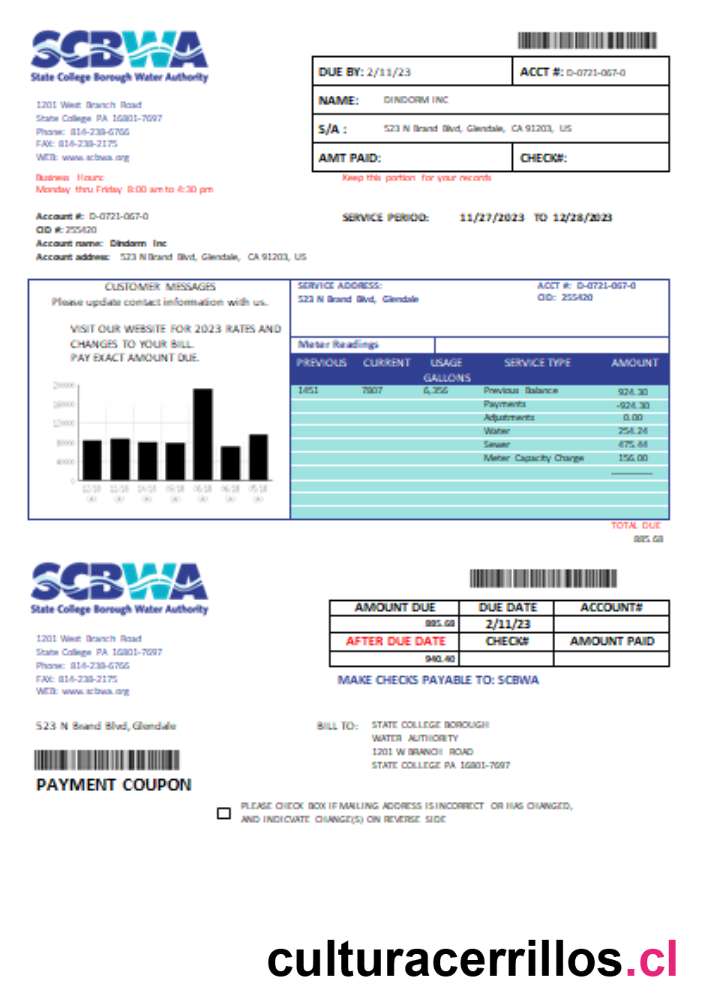 SCBWA
State College Borough Water Authority
1201 West Branch Road
State College PA 16801-7697
Phone: 814-238-6766
FAX: 814-238-2175
WEB: www.scbwa.org
Business Hours:
Monday thru Friday 8:00 am to 4:30 pm
DUE BY: 2/11/23 ACCT #: D-0721-067-0
NAME: DINDORM INC
S/A : 523 N Brand Blvd, Glendale, CA 91203, US
AMT PAID: CHECK#:
Keep this portion for your records
Account #: D-0721-067-0
CID #: 255420
Account name: Dindorm Inc
Account address: 523 N Brand Blvd, Glendale, CA 91203, US
SERVICE PERIOD: 11/27/2023 TO 12/28/2023
CUSTOMER MESSAGES
Please update contact information with us.
VISIT OUR WEBSITE FOR 2023 RATES AND
CHANGES TO YOUR BILL.
PAY EXACT AMOUNT DUE.
SERVICE ADDRESS: ACCT #: D-0721-067-0
523 N Brand Blvd, Glendale CID: 255420
Meter Readings
PREVIOUS CURRENT USAGE GALLONS SERVICE TYPE AMOUNT
1451 7807 6,356 Previous Balance 924.30
Payments -924.30
Adjustments 0.00
Water 254.24
Sewer 475.44
Meter Capacity Charge 156.00
TOTAL DUE
885.68
SCBWA
State College Borough Water Authority
1201 West Branch Road
State College PA 16801-7697
Phone: 814-238-6766
FAX: 814-238-2175
WEB: www.scbwa.org
AMOUNT DUE DUE DATE ACCOUNT#
885.68 2/11/23
AFTER DUE DATE CHECK# AMOUNT PAID
940.40
MAKE CHECKS PAYABLE TO: SCBWA
523 N Brand Blvd, Glendale
BILL TO: STATE COLLEGE BOROUGH
WATER AUTHORITY
1201 W BRANCH ROAD
STATE COLLEGE PA 16801-7697
PAYMENT COUPON
PLEASE CHECK BOX IF MAILING ADDRESS IS INCORRECT OR HAS CHANGED,
AND INDICVATE CHANGE(S) ON REVERSE SIDE
culturacerrillos.cl